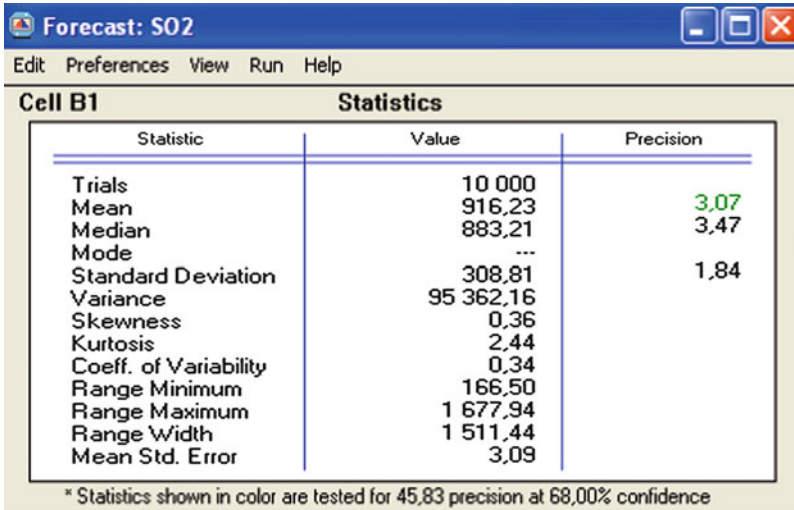 Forecast: SO2
Edit Preferences View Run Help
Cell B1 Statistics
Statistic Value Precision
Trials 10 000
Mean 916,23 3,07
Median 883,21 3,47
Mode ---
Standard Deviation 308,81 1,84
Variance 95 362,16
Skewness 0,36
Kurtosis 2,44
Coeff. of Variability 0,34
Range Minimum 166,50
Range Maximum 1 677,94
Range Width 1 511,44
Mean Std. Error 3,09
* Statistics shown in color are tested for 45,83 precision at 68,00% confidence